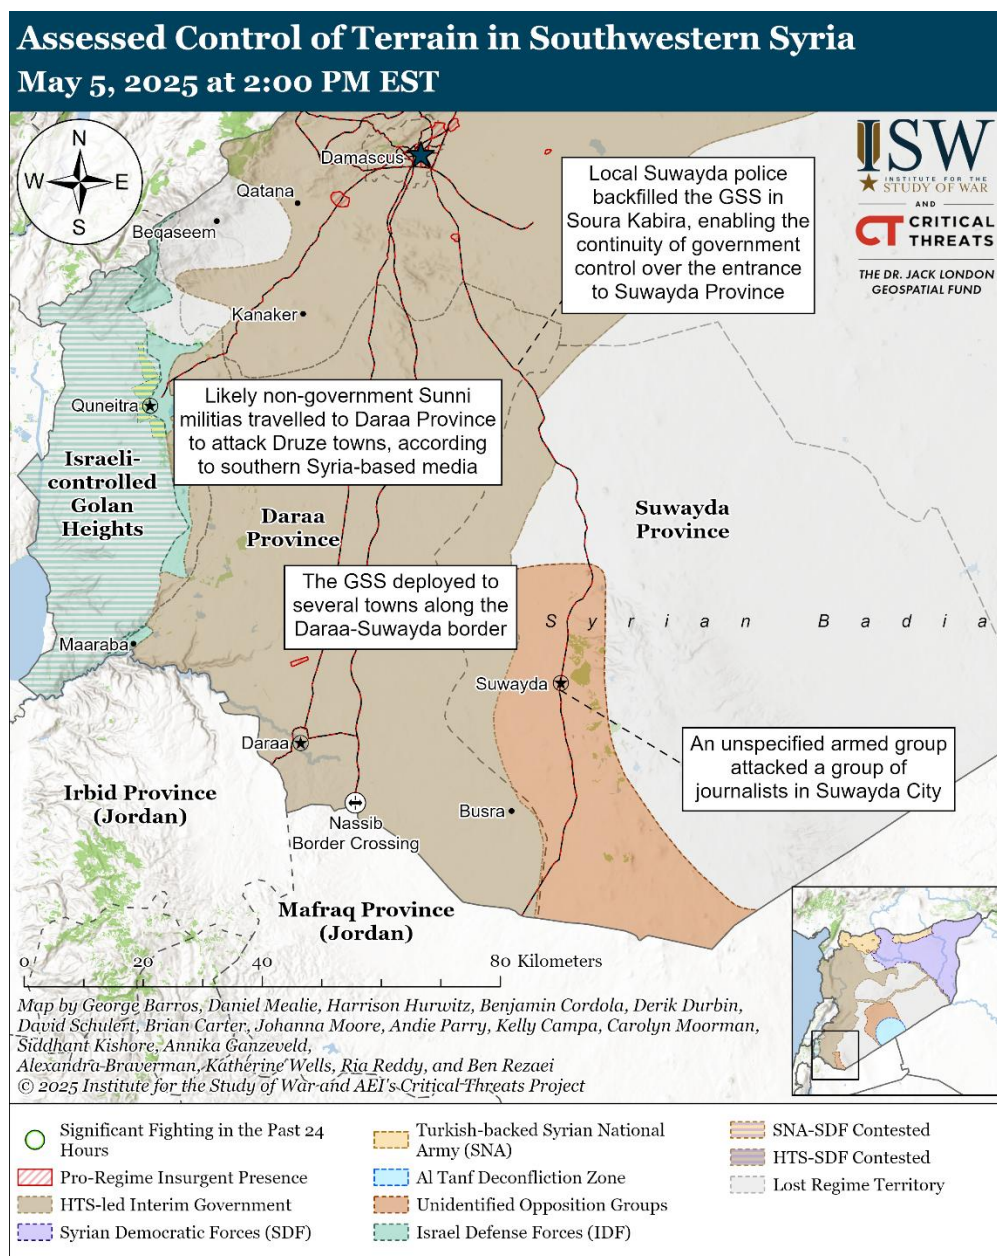 Assessed Control of Terrain in Southwestern Syria
May 5, 2025 at 2:00 PM EST
N
W
E
S
ISW
INSTITUTE FOR THE
STUDY OF WAR
AND
CT CRITICAL
THREATS
THE DR. JACK LONDON
GEOSPATIAL FUND
Damascus
Qatana
Beqaseem
Local Suwayda police
backfilled the GSS in
Soura Kabira, enabling the
continuity of government
control over the entrance
to Suwayda Province
Kanaker
Quneitra
Likely non-government Sunni
militias travelled to Daraa Province
to attack Druze towns, according
to southern Syria-based media
Israeli-
controlled
Golan
Heights
Daraa
Province
Suwayda
Province
The GSS deployed to
several towns along the
Daraa-Suwayda border
Syrian Badia
Maaraba
Suwayda
Daraa
An unspecified armed group
attacked a group of
journalists in Suwayda City
Irbid Province
(Jordan)
Nassib
Border Crossing
Busra
Mafraq Province
(Jordan)
0 20 40 80 Kilometers
Map by George Barros, Daniel Mealie, Harrison Hurwitz, Benjamin Cordola, Derik Durbin,
David Schulert, Brian Carter, Johanna Moore, Andie Parry, Kelly Campa, Carolyn Moorman,
Siddhant Kishore, Annika Ganzeveld,
Alexandra Braverman, Katherine Wells, Ria Reddy, and Ben Rezaei
© 2025 Institute for the Study of War and AEI's Critical Threats Project
Significant Fighting in the Past 24
Hours
Pro-Regime Insurgent Presence
HTS-led Interim Government
Syrian Democratic Forces (SDF)
Turkish-backed Syrian National
Army (SNA)
Al Tanf Deconfliction Zone
Unidentified Opposition Groups
Israel Defense Forces (IDF)
SNA-SDF Contested
HTS-SDF Contested
Lost Regime Territory